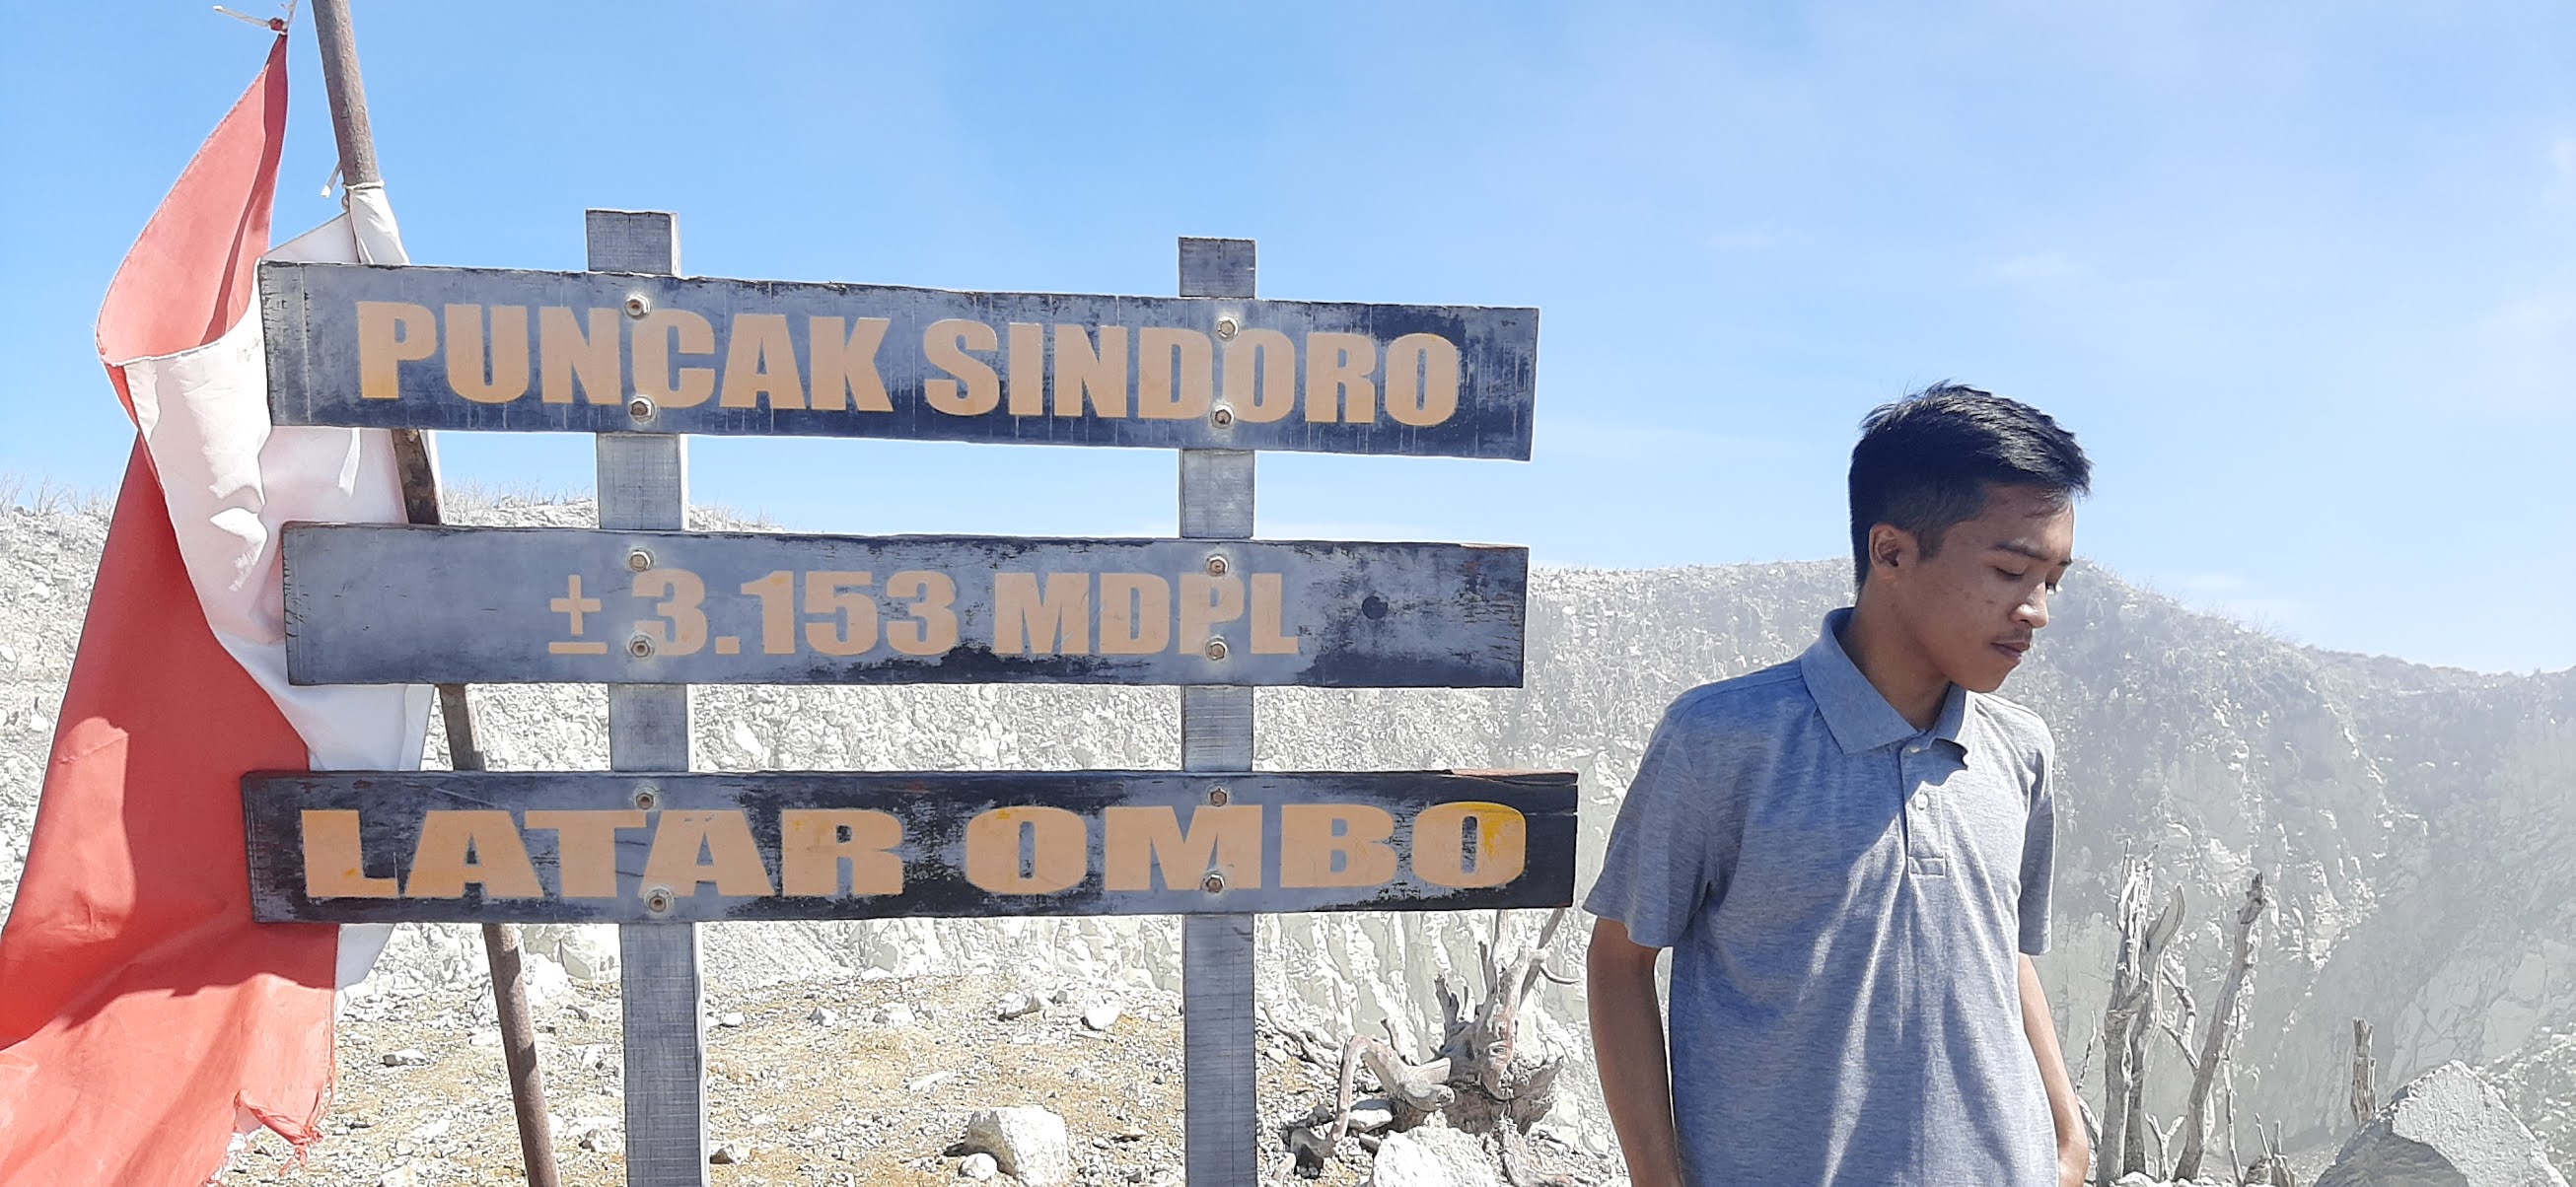 PUNCAK SINDORO
± 3.153 MDPL
LATAR OMBO